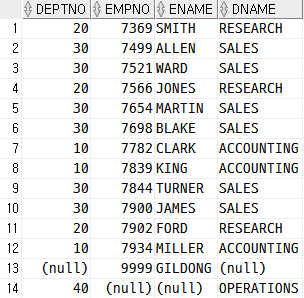 DEPTNO EMPNO ENAME DNAME
1 20 7369 SMITH RESEARCH
2 30 7499 ALLEN SALES
3 30 7521 WARD SALES
4 20 7566 JONES RESEARCH
5 30 7654 MARTIN SALES
6 30 7698 BLAKE SALES
7 10 7782 CLARK ACCOUNTING
8 10 7839 KING ACCOUNTING
9 30 7844 TURNER SALES
10 30 7900 JAMES SALES
11 20 7902 FORD RESEARCH
12 10 7934 MILLER ACCOUNTING
13 (null) 9999 GILDONG (null)
14 40 (null) (null) OPERATIONS